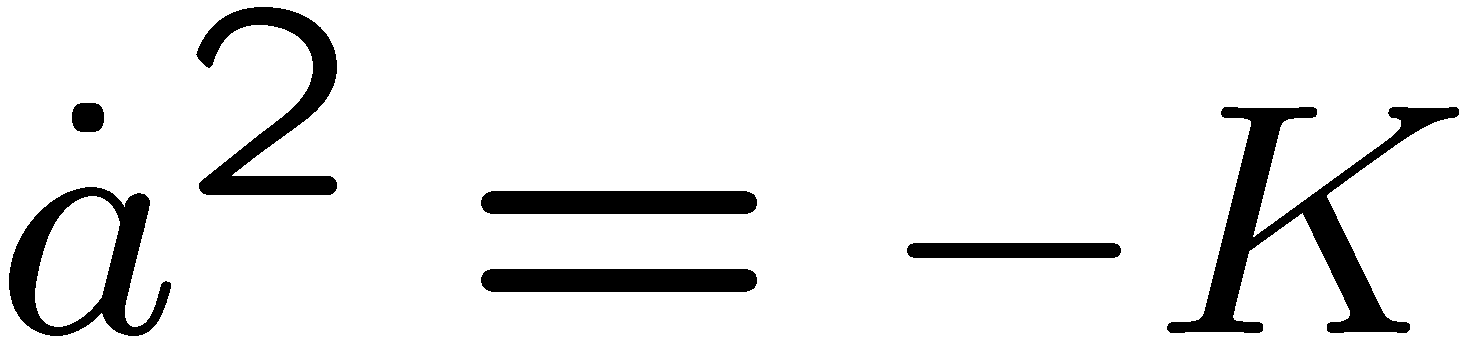 ȧ² = −K